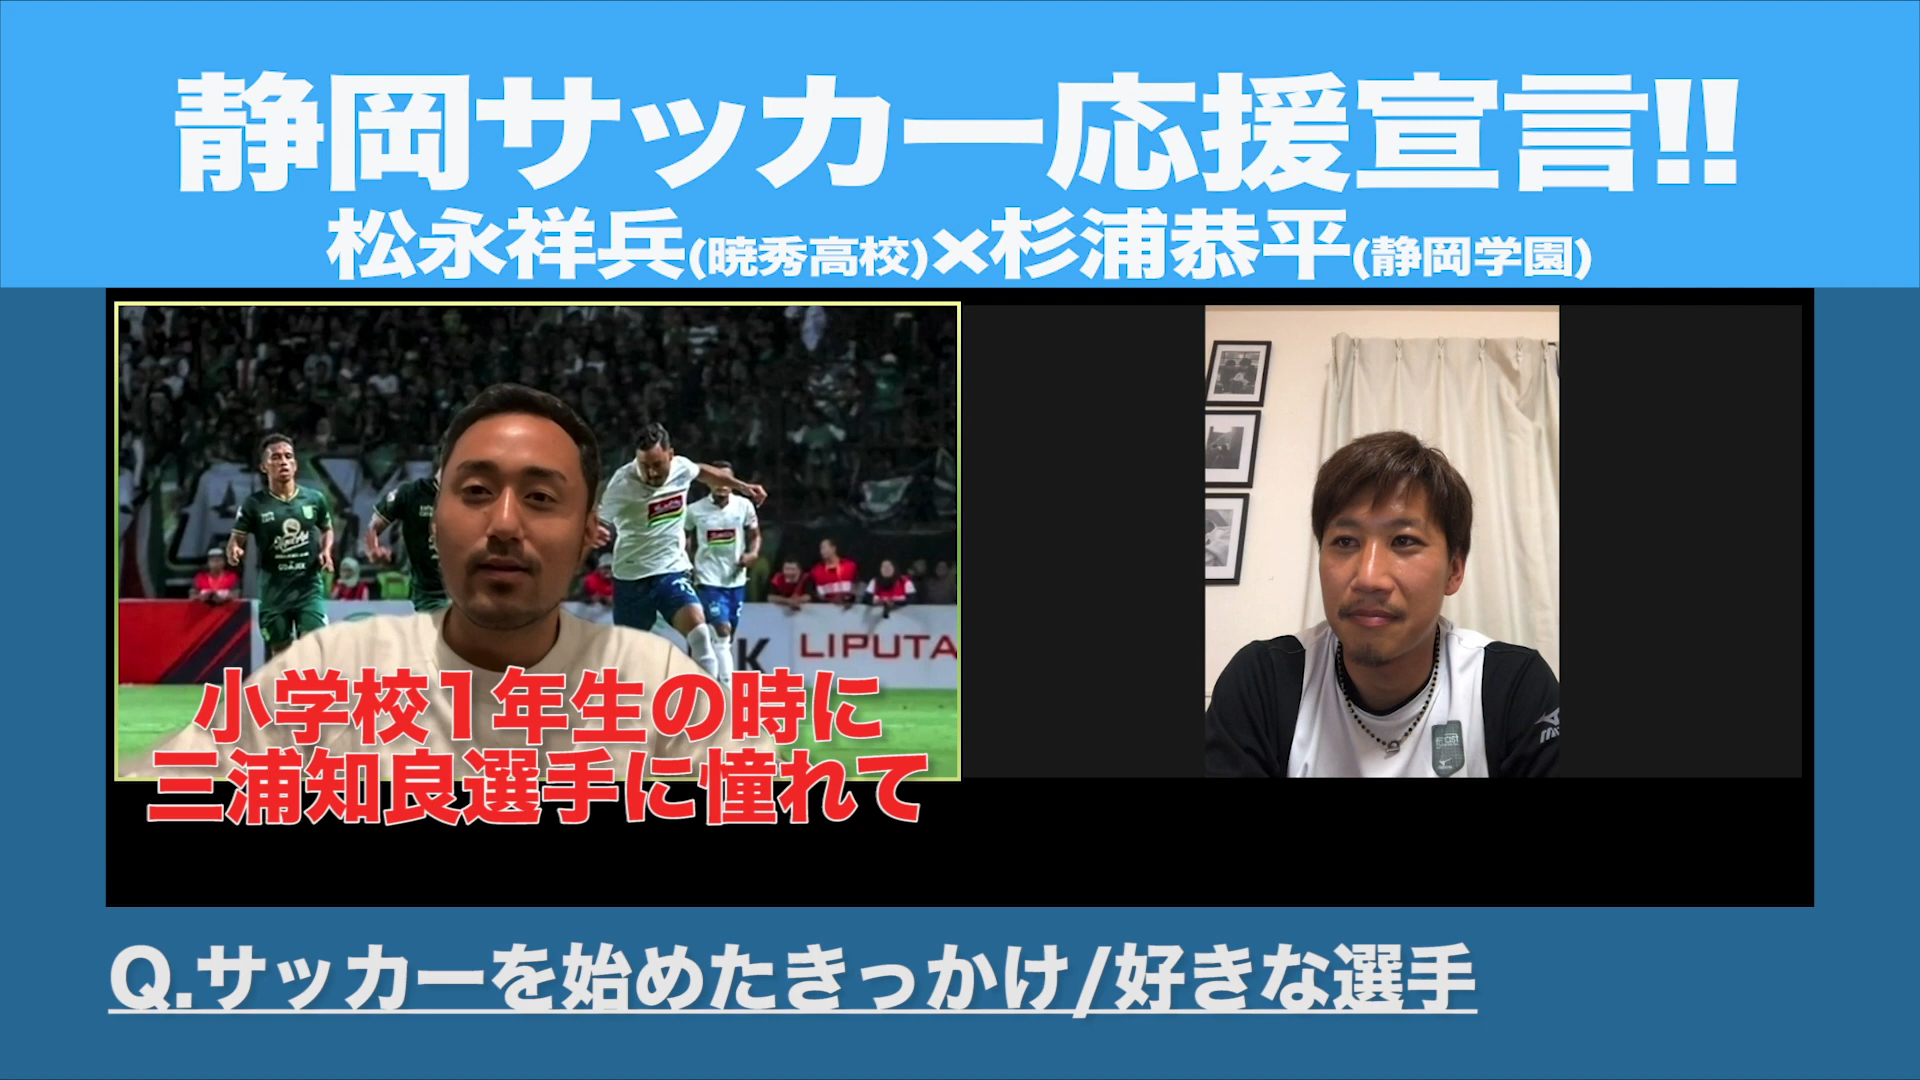 静岡サッカー応援宣言!!
松永祥兵(暁秀高校)×杉浦恭平(静岡学園)
LIPUTA
K
小学校1年生の時に
三浦知良選手に憧れて
Q.サッカーを始めたきっかけ/好きな選手